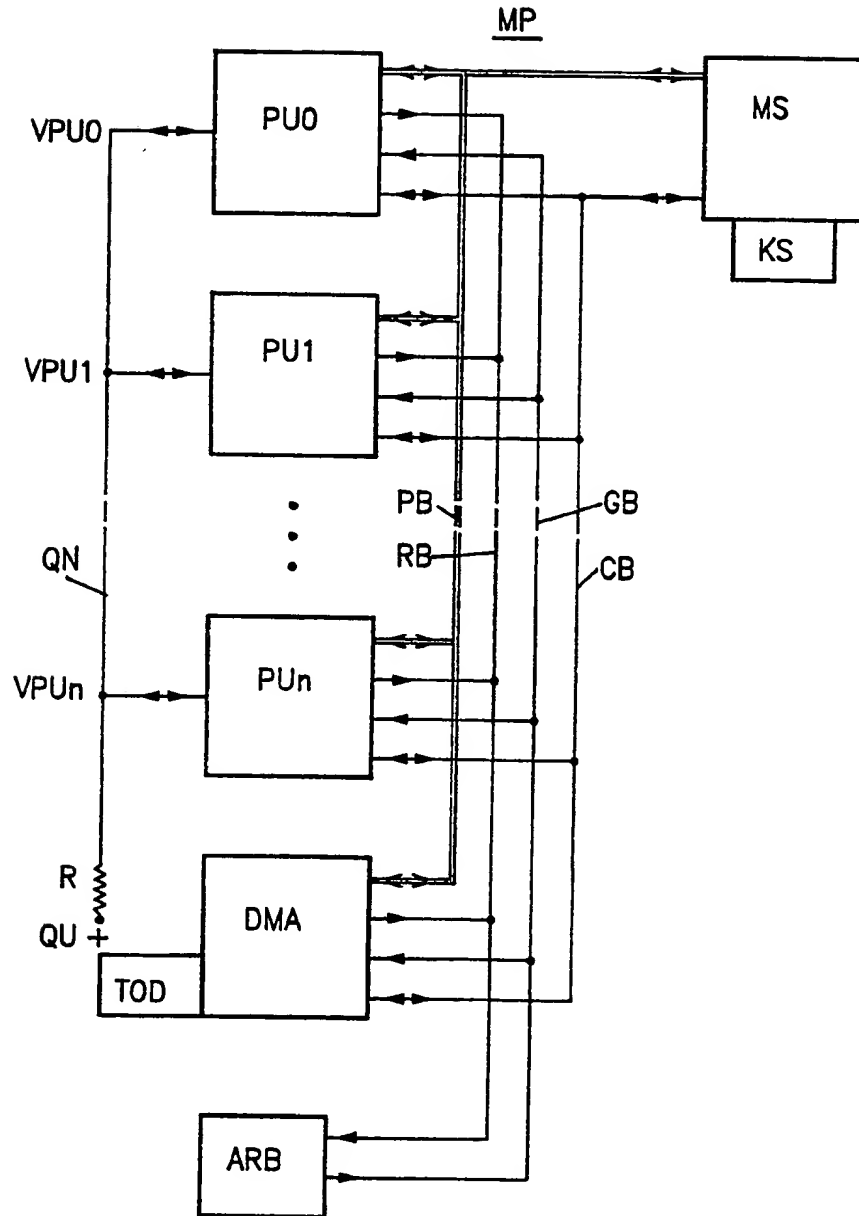 MP
PU0
MS
VPU0
KS
PU1
VPU1
PB
GB
RB
QN
CB
PUn
VPUn
R
DMA
QU +
TOD
ARB